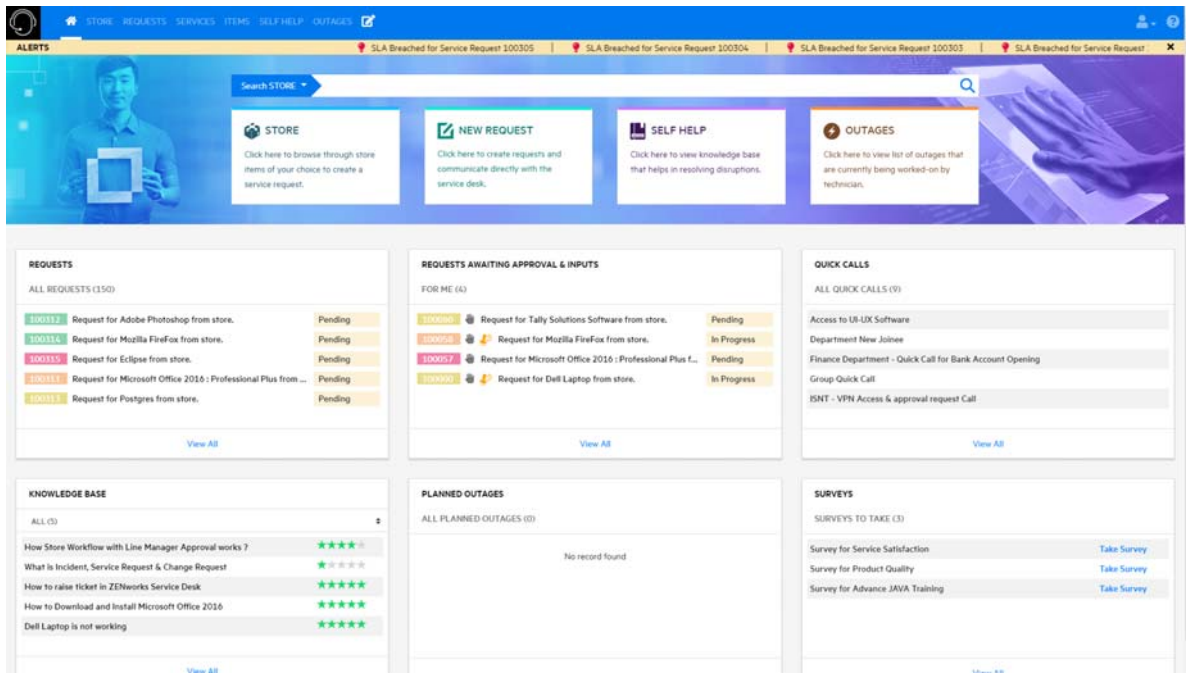 STORE REQUESTS SERVICES ITEMS SELF HELP OUTAGES
ALERTS SLA Breached for Service Request 100305 | SLA Breached for Service Request 100304 | SLA Breached for Service Request 100303 | SLA Breached for Service Request
Search STORE
STORE
Click here to browse through store
items of your choice to create a
service request.
NEW REQUEST
Click here to create requests and
communicate directly with the
service desk.
SELF HELP
Click here to view knowledge base
that helps in resolving disruptions.
OUTAGES
Click here to view list of outages that
are currently being worked-on by
technician.
REQUESTS
ALL REQUESTS (150)
100312 Request for Adobe Photoshop from store. Pending
100314 Request for Mozilla FireFox from store. Pending
100315 Request for Eclipse from store. Pending
Request for Microsoft Office 2016 : Professional Plus from ... Pending
100313 Request for Postgres from store. Pending
View All
REQUESTS AWAITING APPROVAL & INPUTS
FOR ME (4)
Request for Tally Solutions Software from store. Pending
100058 Request for Mozilla FireFox from store. In Progress
100057 Request for Microsoft Office 2016 : Professional Plus f... Pending
Request for Dell Laptop from store. In Progress
View All
QUICK CALLS
ALL QUICK CALLS (9)
Access to UI-UX Software
Department New Joinee
Finance Department - Quick Call for Bank Account Opening
Group Quick Call
ISNT - VPN Access & approval request Call
View All
KNOWLEDGE BASE
ALL (5)
How Store Workflow with Line Manager Approval works ?
What is Incident, Service Request & Change Request
How to raise ticket in ZENworks Service Desk
How to Download and Install Microsoft Office 2016
Dell Laptop is not working
View All
PLANNED OUTAGES
ALL PLANNED OUTAGES (0)
No record found
SURVEYS
SURVEYS TO TAKE (3)
Survey for Service Satisfaction Take Survey
Survey for Product Quality Take Survey
Survey for Advance JAVA Training Take Survey
View All